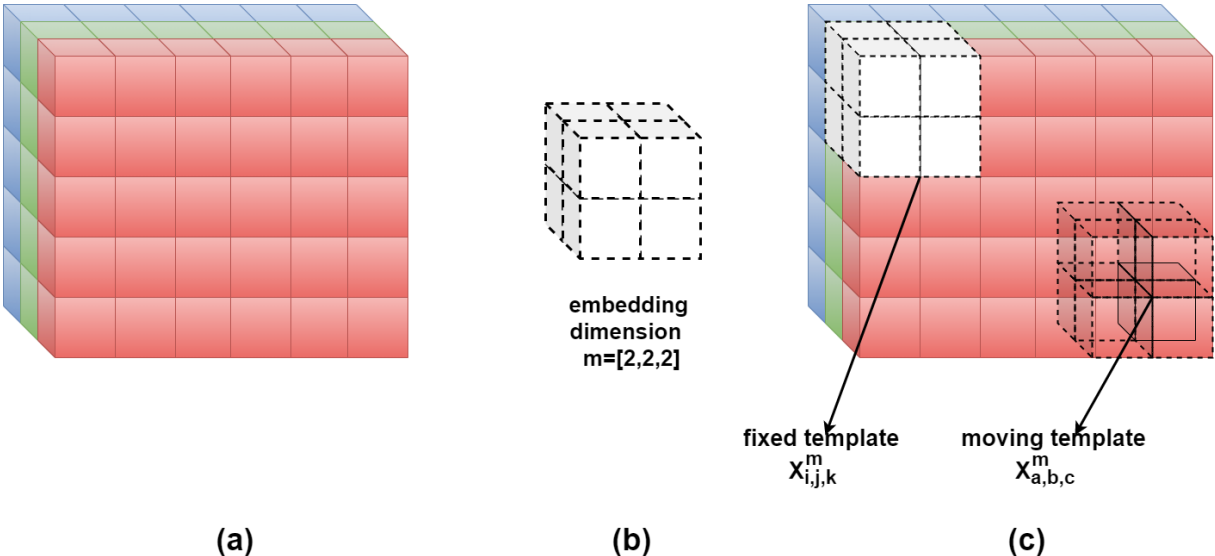 embedding
dimension
m=[2,2,2]
fixed template
X^m_{i,j,k}
moving template
X^m_{a,b,c}
(a)
(b)
(c)